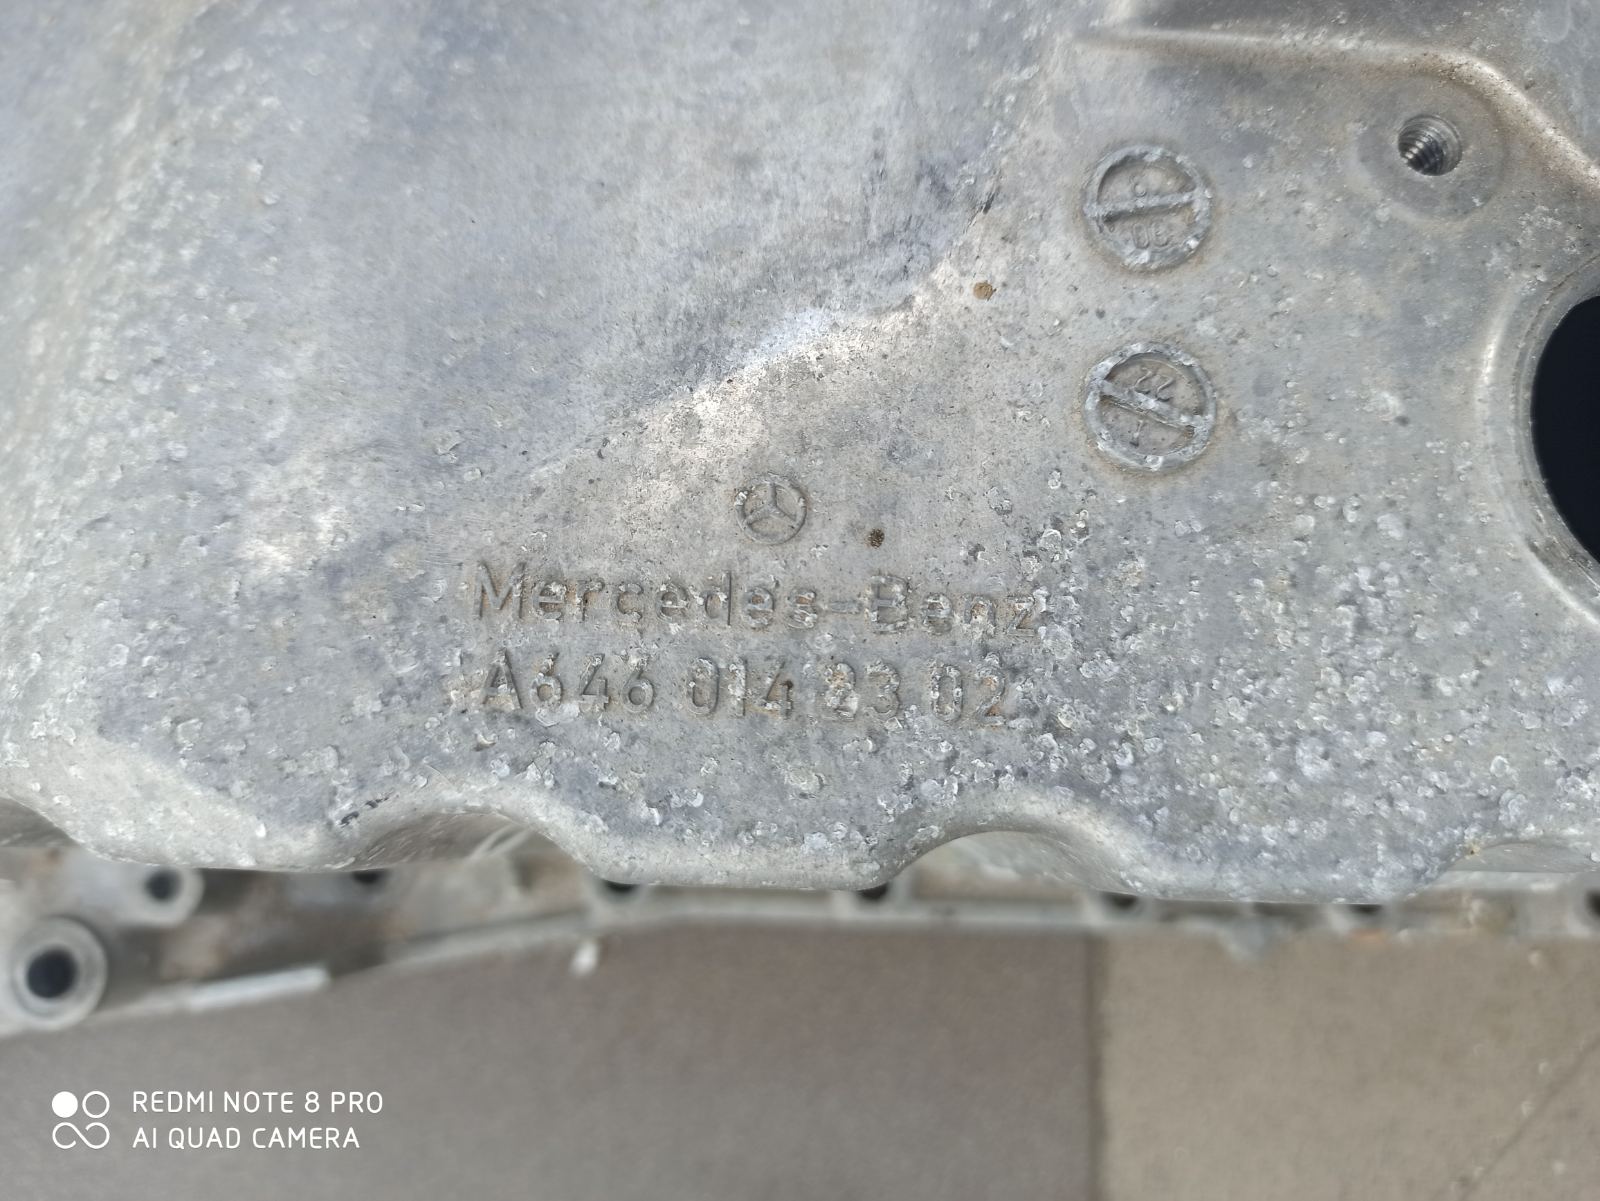 Mercedes-Benz
A646 014 23 02
REDMI NOTE 8 PRO
AI QUAD CAMERA